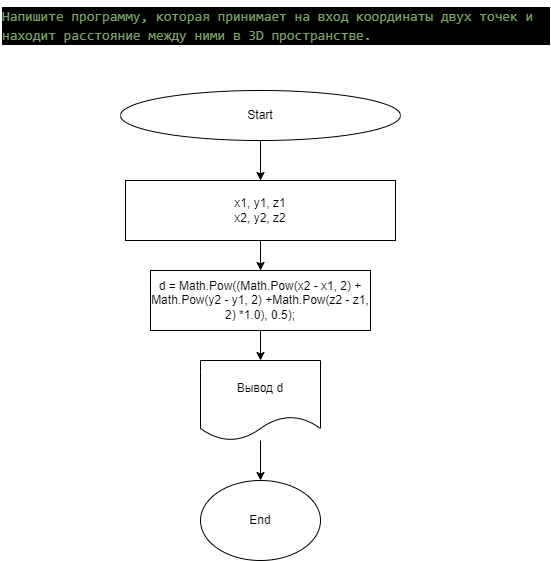 Напишите программу, которая принимает на вход координаты двух точек и
находит расстояние между ними в 3D пространстве.
Start
x1, y1, z1
x2, y2, z2
d = Math.Pow((Math.Pow(x2 - x1, 2) +
Math.Pow(y2 - y1, 2) +Math.Pow(z2 - z1,
2) *1.0), 0.5);
Вывод d
End